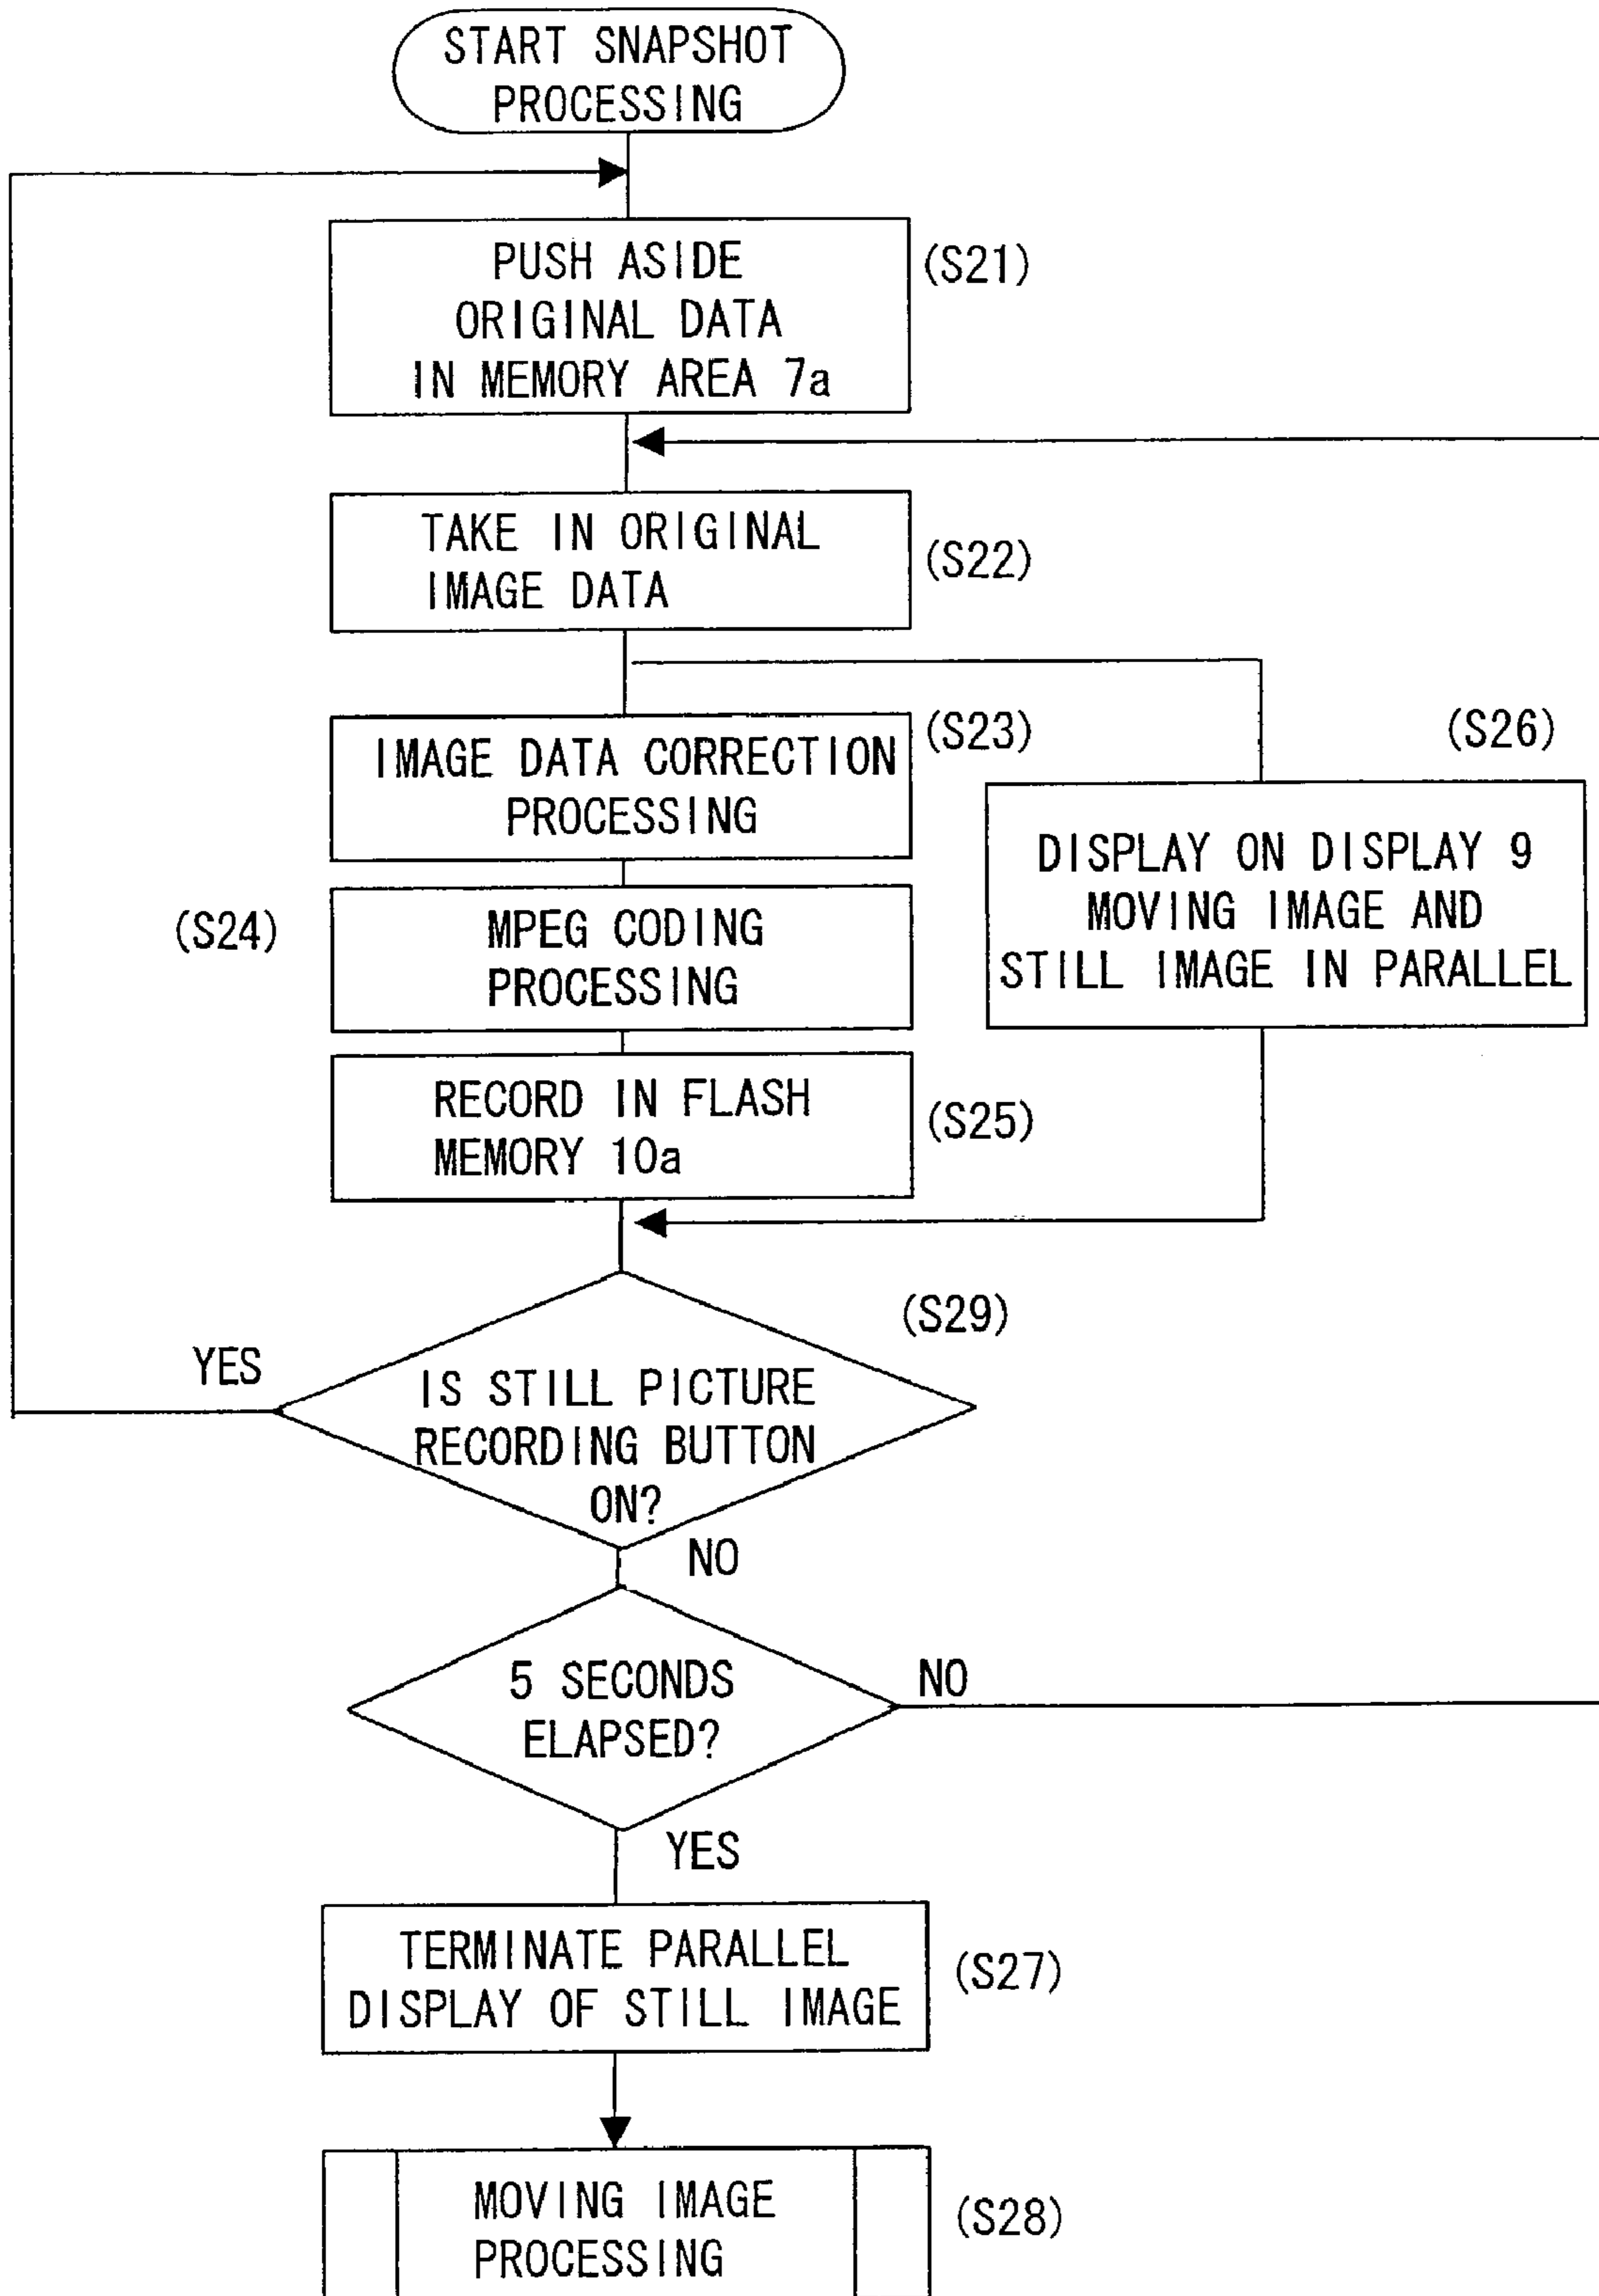 START SNAPSHOT
PROCESSING
PUSH ASIDE
ORIGINAL DATA
IN MEMORY AREA 7a
(S21)
TAKE IN ORIGINAL
IMAGE DATA
(S22)
IMAGE DATA CORRECTION
PROCESSING
(S23)
(S26)
DISPLAY ON DISPLAY 9
MOVING IMAGE AND
STILL IMAGE IN PARALLEL
(S24)
MPEG CODING
PROCESSING
RECORD IN FLASH
MEMORY 10a
(S25)
(S29)
YES
IS STILL PICTURE
RECORDING BUTTON
ON?
NO
5 SECONDS
ELAPSED?
NO
YES
TERMINATE PARALLEL
DISPLAY OF STILL IMAGE
(S27)
MOVING IMAGE
PROCESSING
(S28)